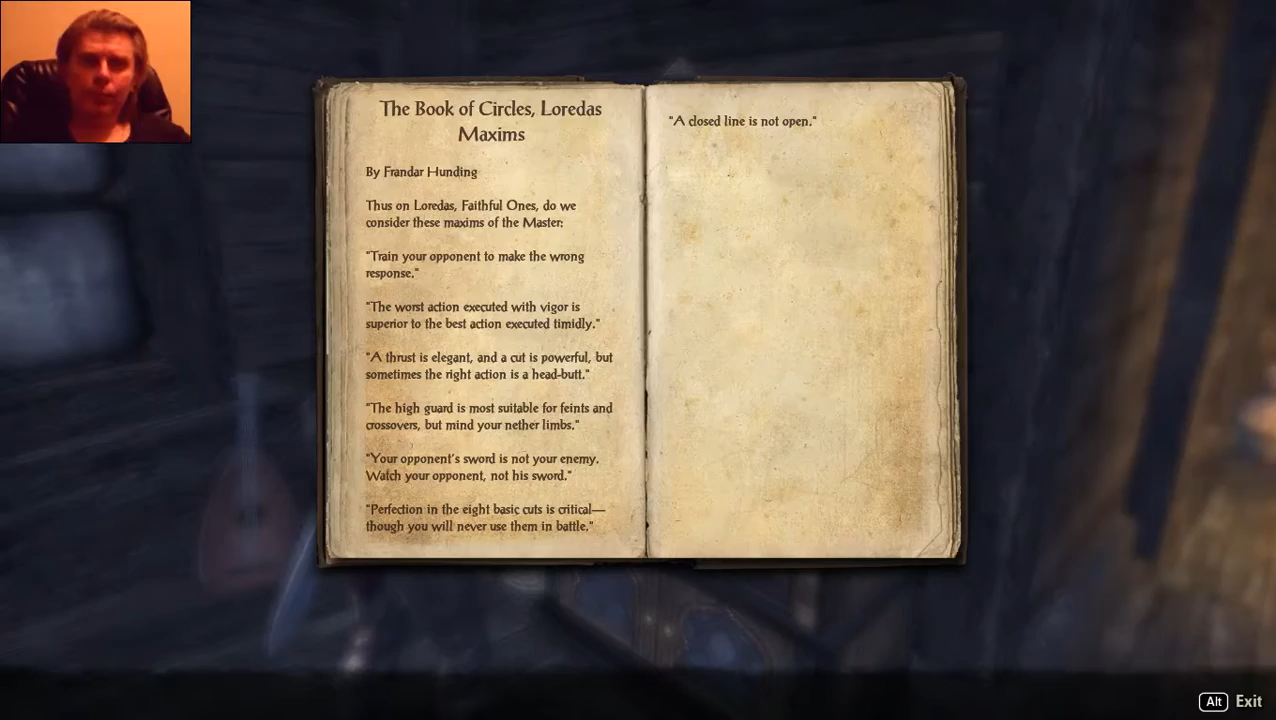 The Book of Circles, Loredas
Maxims
By Frandar Hunding
Thus on Loredas, Faithful Ones, do we
consider these maxims of the Master:
"Train your opponent to make the wrong
response."
"The worst action executed with vigor is
superior to the best action executed timidly."
"A thrust is elegant, and a cut is powerful, but
sometimes the right action is a head-butt."
"The high guard is most suitable for feints and
crossovers, but mind your nether limbs."
"Your opponent's sword is not your enemy.
Watch your opponent, not his sword."
"Perfection in the eight basic cuts is critical—
though you will never use them in battle."
"A closed line is not open."
Alt Exit